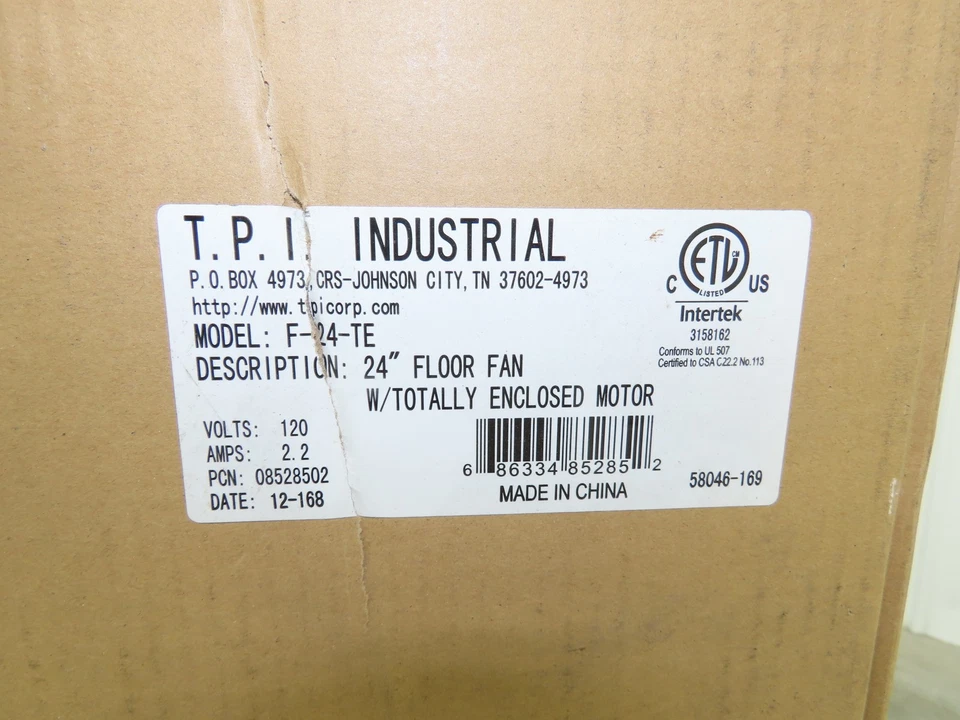 T.P.I. INDUSTRIAL
P.O. BOX 4973, CRS-JOHNSON CITY, TN 37602-4973
http://www.tpicorp.com
MODEL: F-24-TE
DESCRIPTION: 24" FLOOR FAN
W/TOTALLY ENCLOSED MOTOR
VOLTS: 120
AMPS: 2.2
PCN: 08528502
DATE: 12-168
6 86334 85285 2
MADE IN CHINA
ETL CM
LISTED
C US
Intertek
3158162
Conforms to UL 507
Certified to CSA C22.2 No.113
58046-169